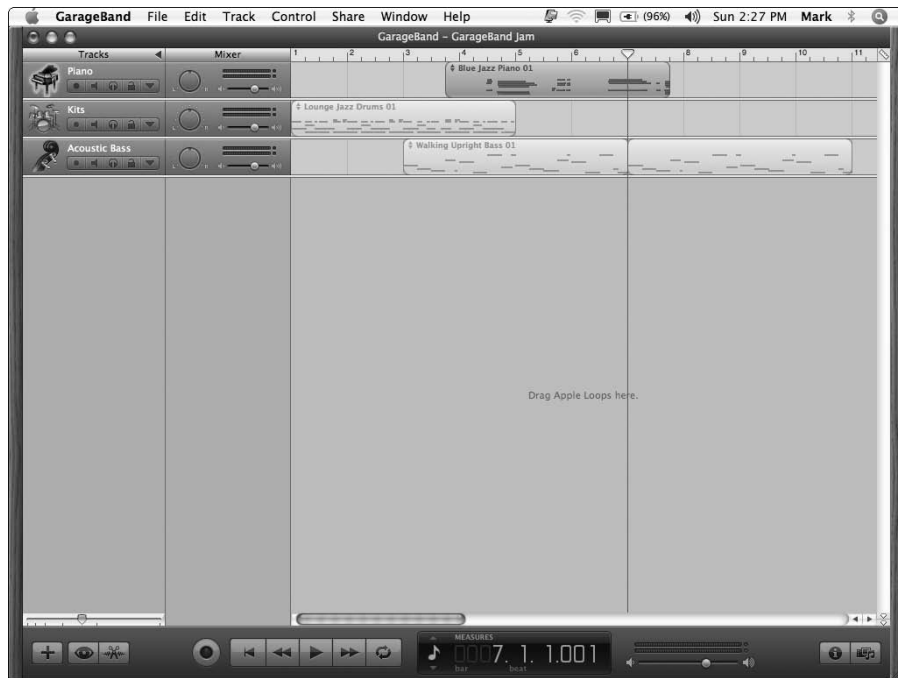 GarageBand File Edit Track Control Share Window Help (96%) Sun 2:27 PM Mark
GarageBand – GarageBand Jam
Tracks Mixer 1 2 3 4 5 6 8 9 10 11
Piano
Blue Jazz Piano 01
Kits
Lounge Jazz Drums 01
Acoustic Bass
Walking Upright Bass 01
Drag Apple Loops here.
MEASURES
0007. 1. 1.001
bar beat